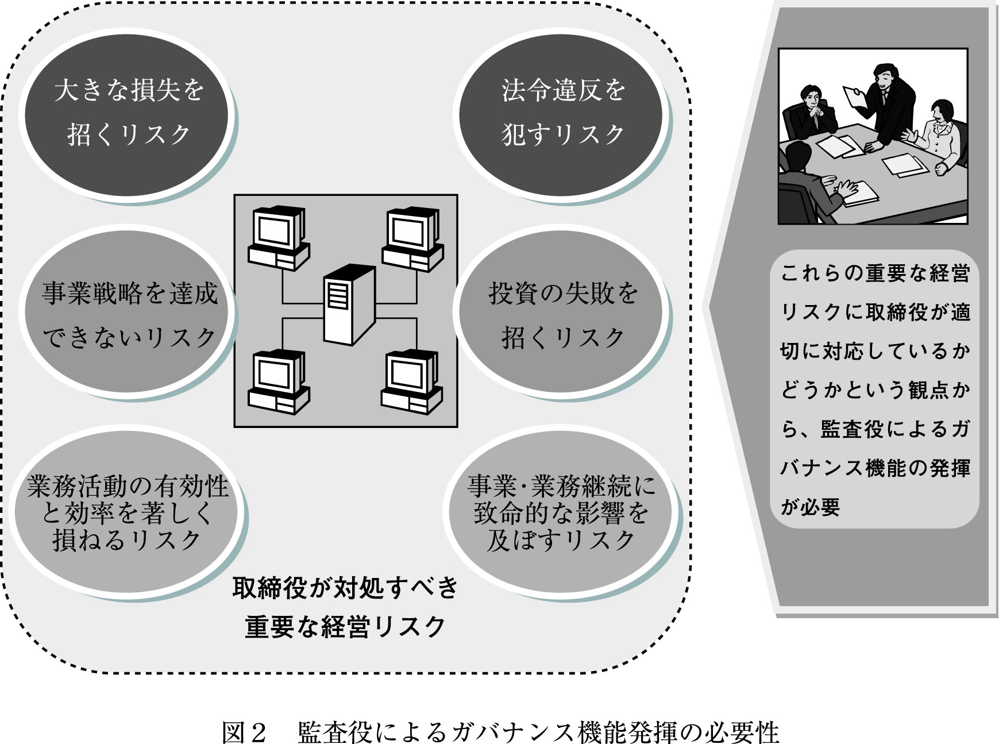 大きな損失を
招くリスク
法令違反を
犯すリスク
事業戦略を達成
できないリスク
投資の失敗を
招くリスク
業務活動の有効性
と効率を著しく
損ねるリスク
事業･業務継続に
致命的な影響を
及ぼすリスク
取締役が対処すべき
重要な経営リスク
これらの重要な経営
リスクに取締役が適
切に対応しているか
どうかという観点か
ら、監査役によるガ
バナンス機能の発揮
が必要
図２　監査役によるガバナンス機能発揮の必要性